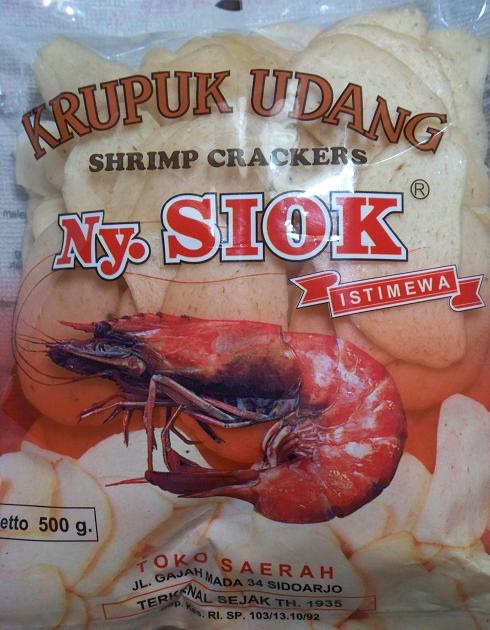 KRUPUK UDANG
SHRIMP CRACKERS
Ny. SIOK ®
ISTIMEWA
etto 500 g.
TOKO SAERAH
JL. GAJAH MADA 34 SIDOARJO
TERKENAL SEJAK TH. 1935
Kes. RI. SP. 103/13.10/92